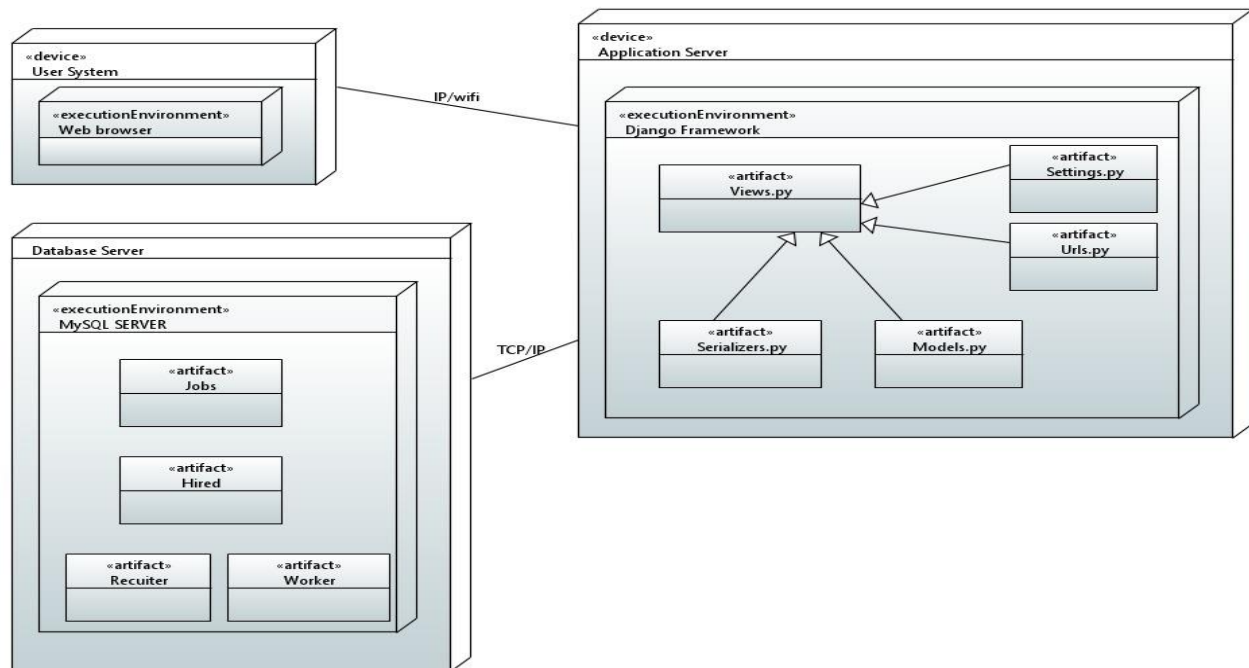 «device»
User System
«executionEnvironment»
Web browser
IP/wifi
«device»
Application Server
«executionEnvironment»
Django Framework
«artifact»
Views.py
«artifact»
Settings.py
«artifact»
Urls.py
«artifact»
Serializers.py
«artifact»
Models.py
Database Server
«executionEnvironment»
MySQL SERVER
TCP/IP
«artifact»
Jobs
«artifact»
Hired
«artifact»
Recuiter
«artifact»
Worker